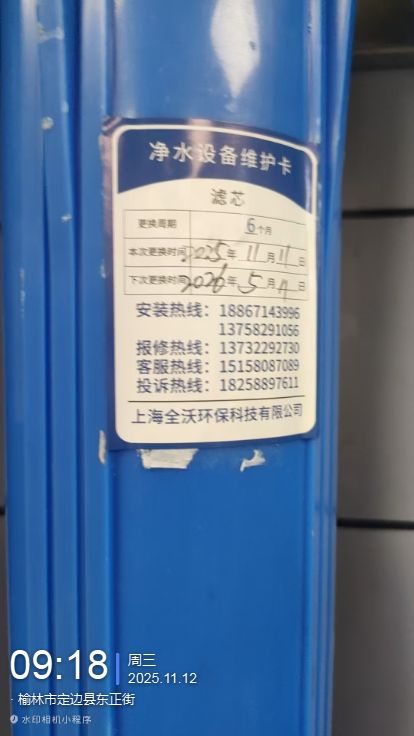 净水设备维护卡
滤芯
更换周期 6个月
本次更换时间 2025年 11月 11日
下次更换时间 2026年 5月 11日
安装热线：18867143996
13758291056
报修热线：13732292730
客服热线：15158087089
投诉热线：18258897611
上海全沃环保科技有限公司
09:18 周三
2025.11.12
· 榆林市定边县东正街
水印相机小程序